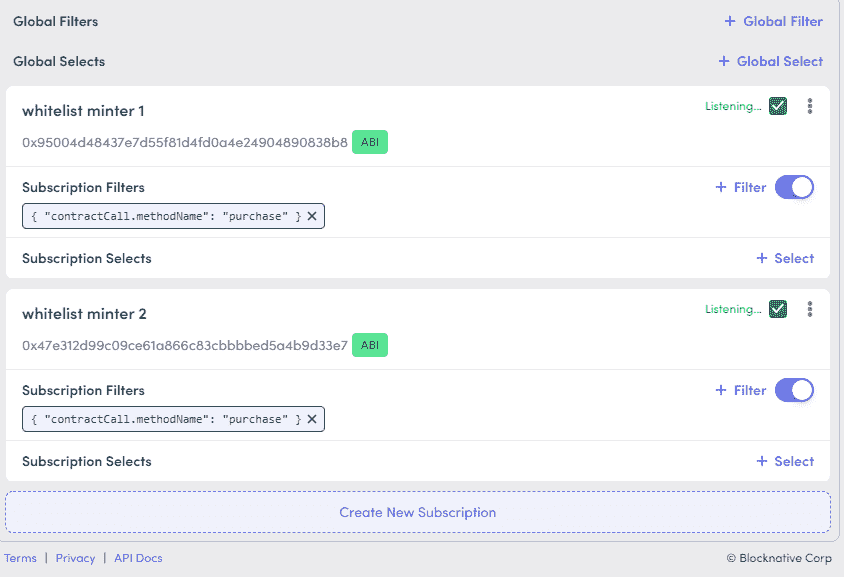 Global Filters + Global Filter
Global Selects + Global Select
whitelist minter 1 Listening...
0x95004d48437e7d55f81d4fd0a4e24904890838b8 ABI
Subscription Filters + Filter
{ "contractCall.methodName": "purchase" } ✕
Subscription Selects + Select
whitelist minter 2 Listening...
0x47e312d99c09ce61a866c83cbbbbed5a4b9d33e7 ABI
Subscription Filters + Filter
{ "contractCall.methodName": "purchase" } ✕
Subscription Selects + Select
Create New Subscription
Terms | Privacy | API Docs © Blocknative Corp